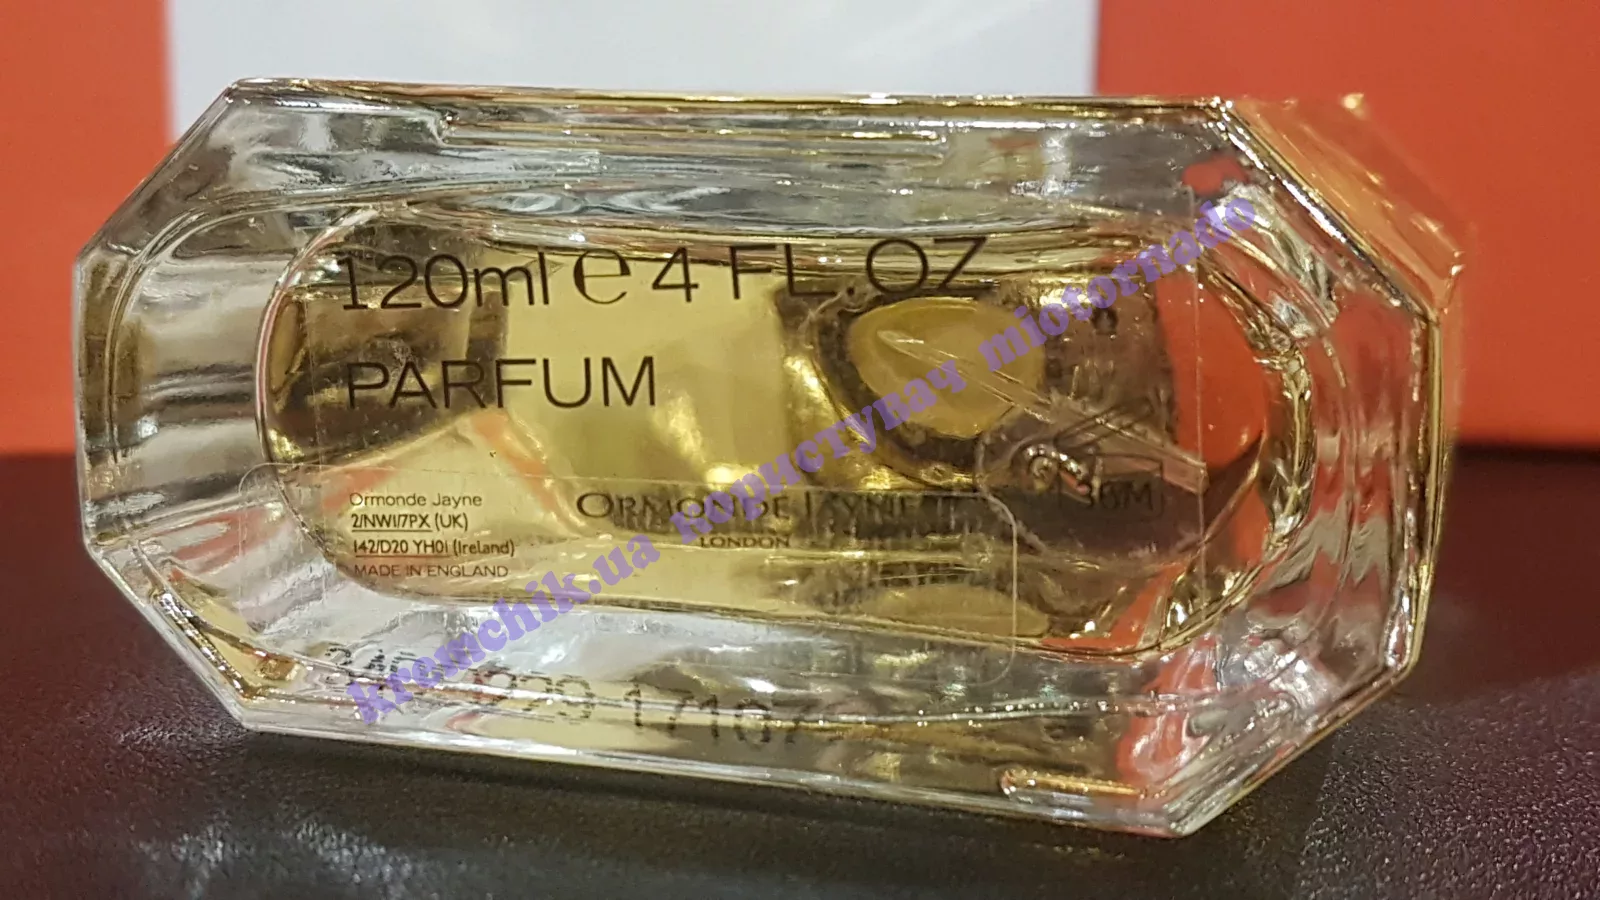 120ml e 4 FL.OZ
PARFUM
Ormonde Jayne
2/NW1/7PX (UK)
142/D20 YH01 (Ireland)
MADE IN ENGLAND
ORMONDE JAYNE
LONDON
36M
kremchik.ua користувач miotornado